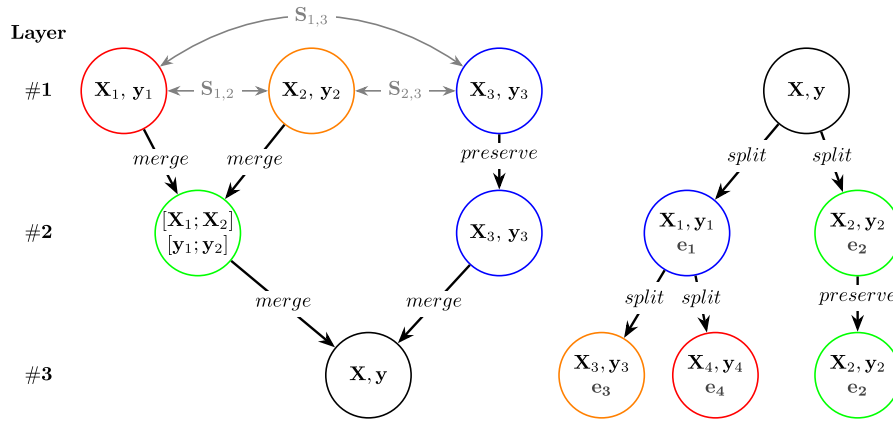 S₁,₃
Layer
#1
X₁, y₁
S₁,₂
X₂, y₂
S₂,₃
X₃, y₃
X, y
merge
merge
preserve
split
split
#2
[X₁; X₂]
[y₁; y₂]
X₃, y₃
X₁, y₁
e₁
X₂, y₂
e₂
merge
merge
split
split
preserve
#3
X, y
X₃, y₃
e₃
X₄, y₄
e₄
X₂, y₂
e₂